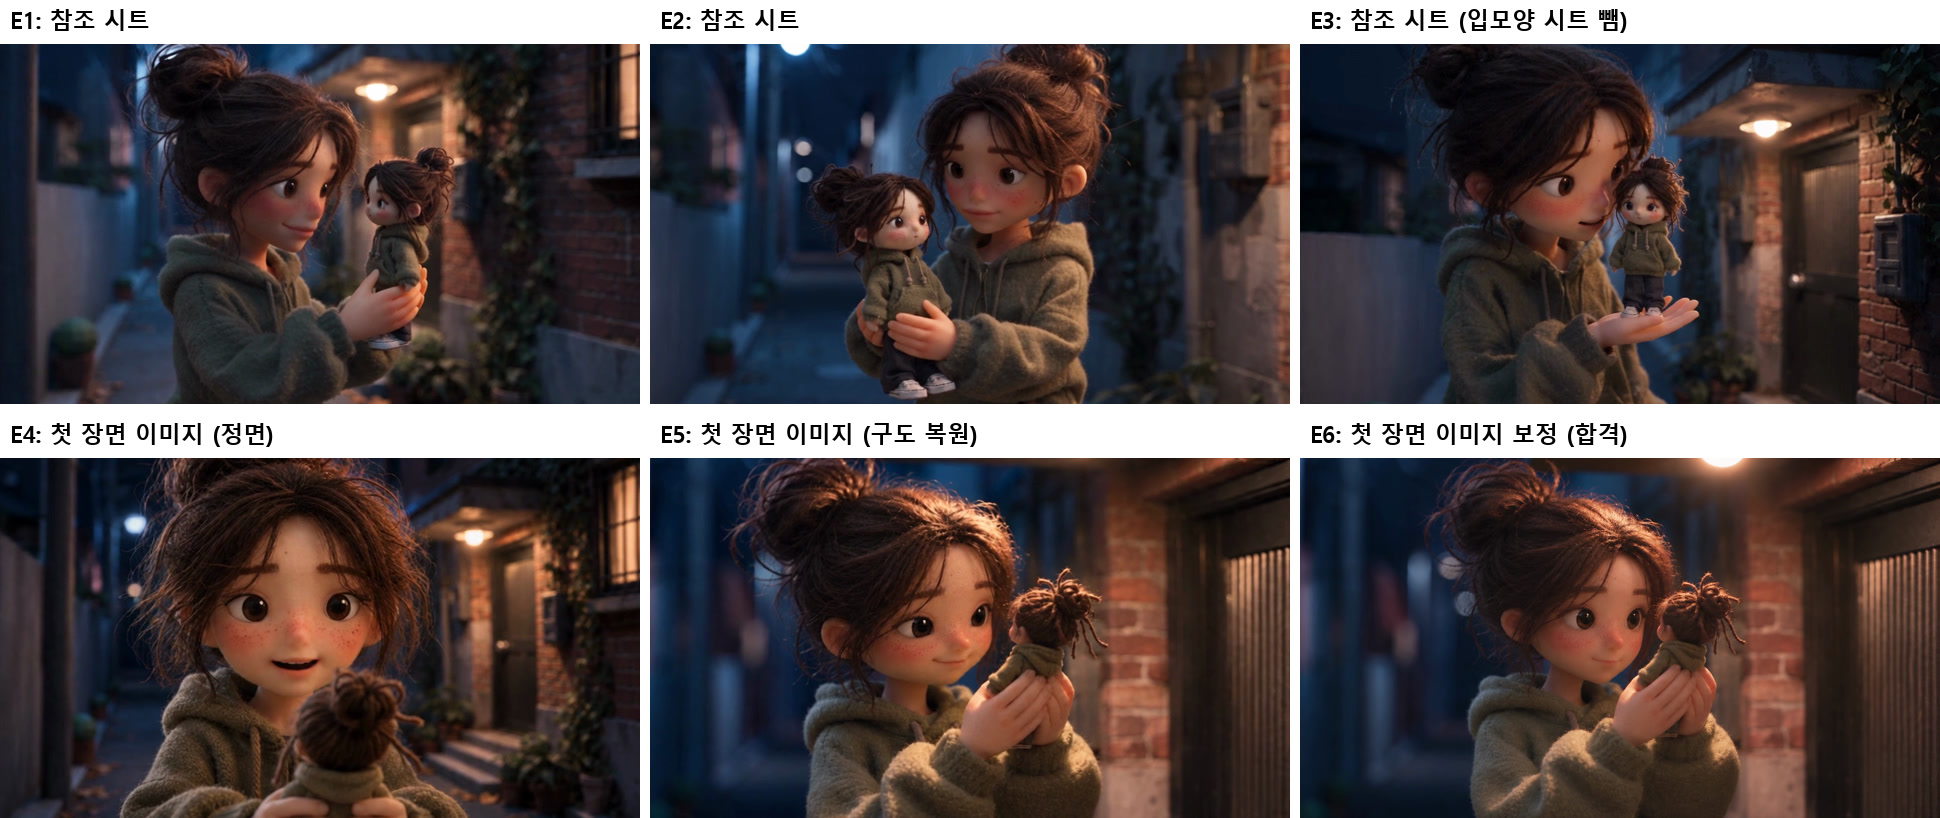 E1: 참조 시트
E2: 참조 시트
E3: 참조 시트 (입모양 시트 뺌)
E4: 첫 장면 이미지 (정면)
E5: 첫 장면 이미지 (구도 복원)
E6: 첫 장면 이미지 보정 (합격)